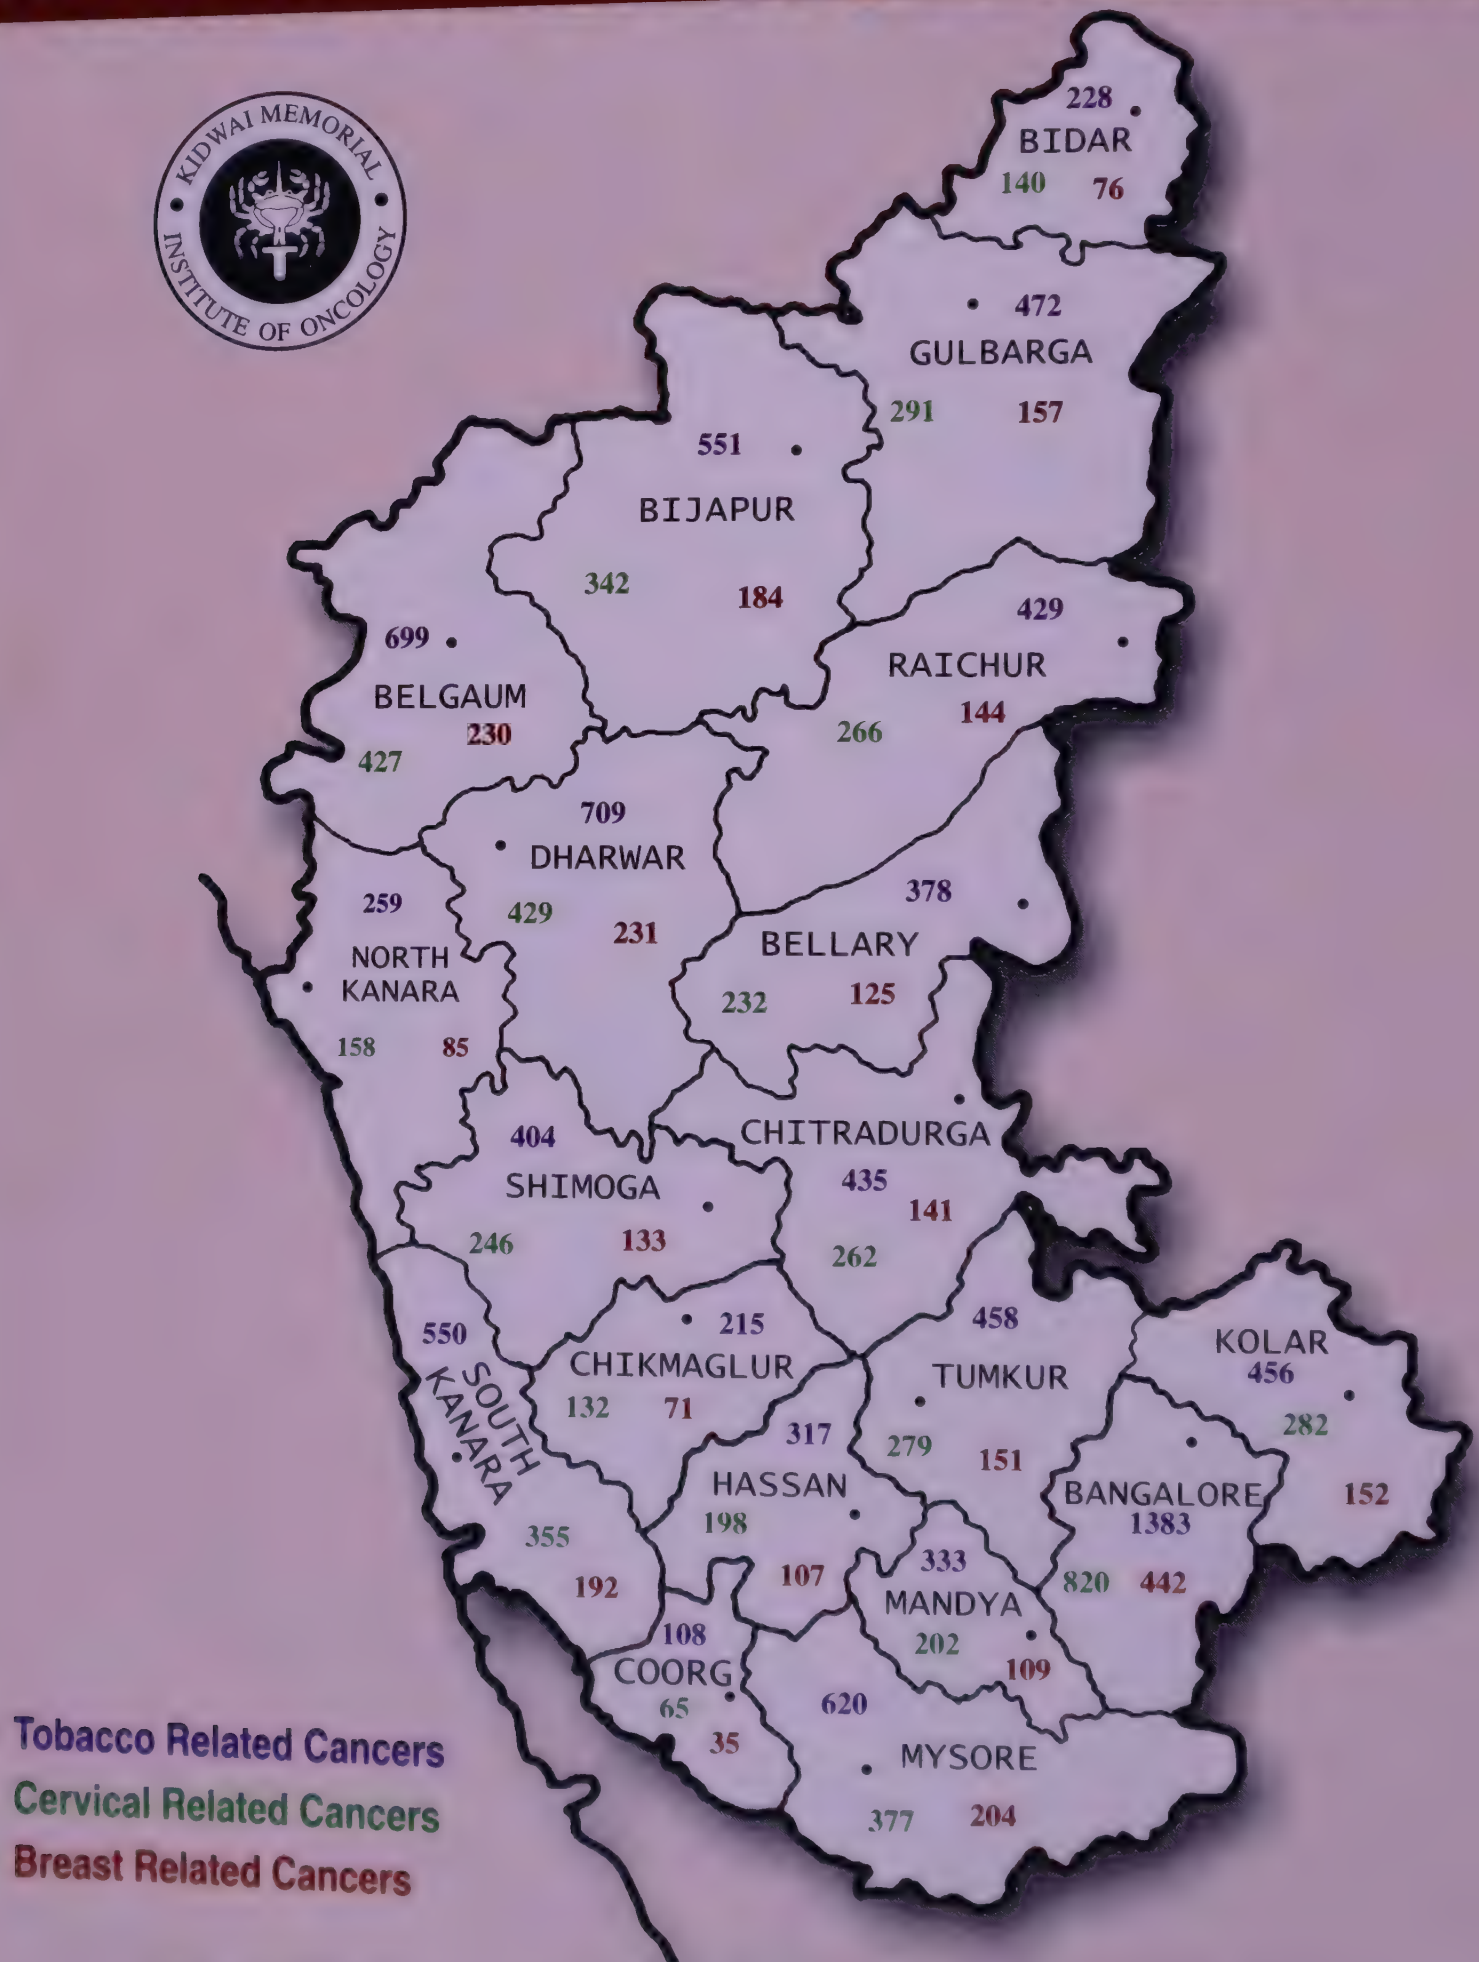 KIDWAI MEMORIAL
INSTITUTE OF ONCOLOGY
228
BIDAR
140 76
472
GULBARGA
291 157
551
BIJAPUR
342 184
429
RAICHUR
266 144
699
BELGAUM
427 230
709
DHARWAR
429 231
378
BELLARY
232 125
259
NORTH
KANARA
158 85
404
SHIMOGA
246 133
CHITRADURGA
435
141
262
550
SOUTH
KANARA
355
192
215
CHIKMAGLUR
132 71
458
TUMKUR
279 151
KOLAR
456
282
152
317
HASSAN
198
107
BANGALORE
1383
820 442
333
MANDYA
202
109
108
COORG
65
35
620
MYSORE
377 204
Tobacco Related Cancers
Cervical Related Cancers
Breast Related Cancers